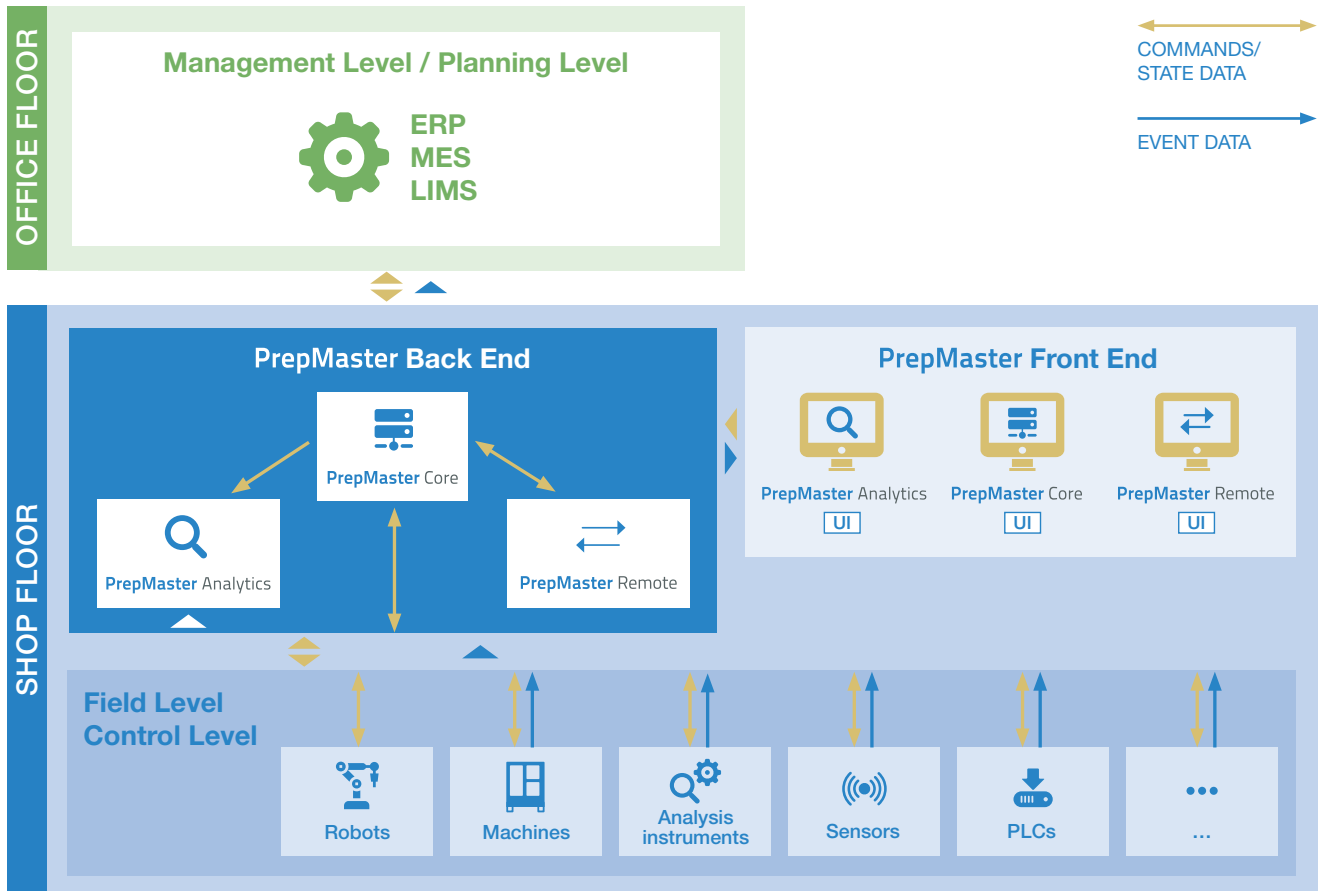 OFFICE FLOOR
Management Level / Planning Level
ERP
MES
LIMS
COMMANDS/
STATE DATA
EVENT DATA
SHOP FLOOR
PrepMaster Back End
PrepMaster Core
PrepMaster Analytics
PrepMaster Remote
PrepMaster Front End
PrepMaster Analytics
UI
PrepMaster Core
UI
PrepMaster Remote
UI
Field Level
Control Level
Robots
Machines
Analysis
instruments
Sensors
PLCs
...